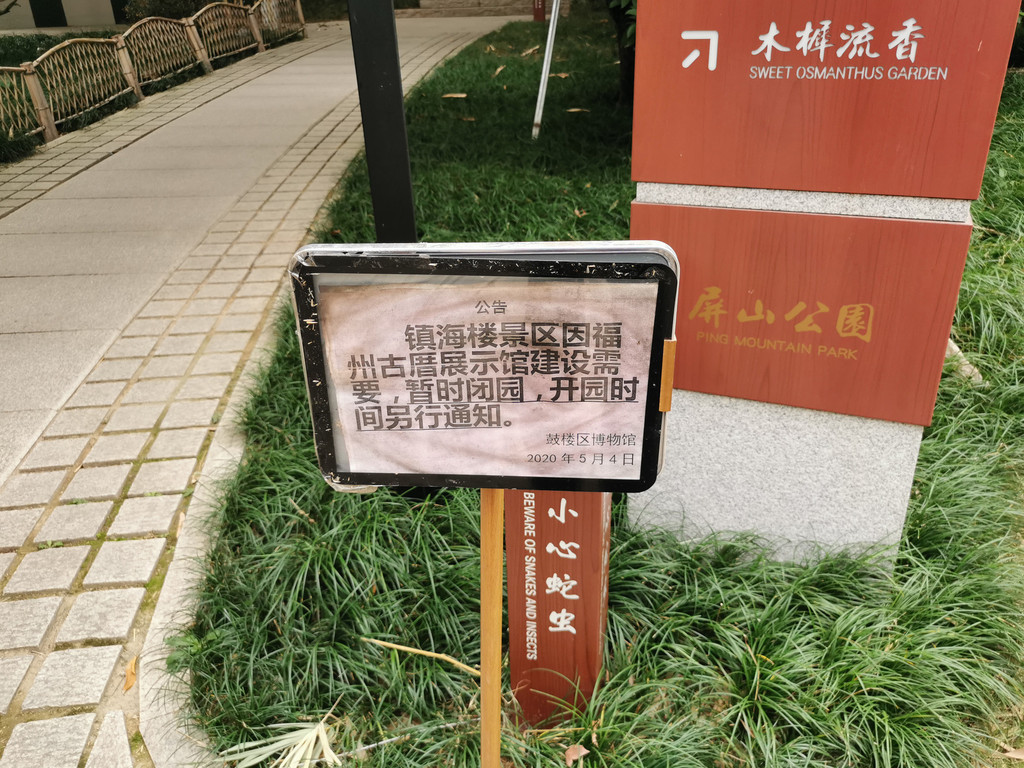 木樨流香
SWEET OSMANTHUS GARDEN
屏山公園
PING MOUNTAIN PARK
公告
镇海楼景区因福
州古厝展示馆建设需
要，暂时闭园，开园时
间另行通知。
鼓楼区博物馆
2020 年 5 月 4 日
小心蛇虫
BEWARE OF SNAKES AND INSECTS